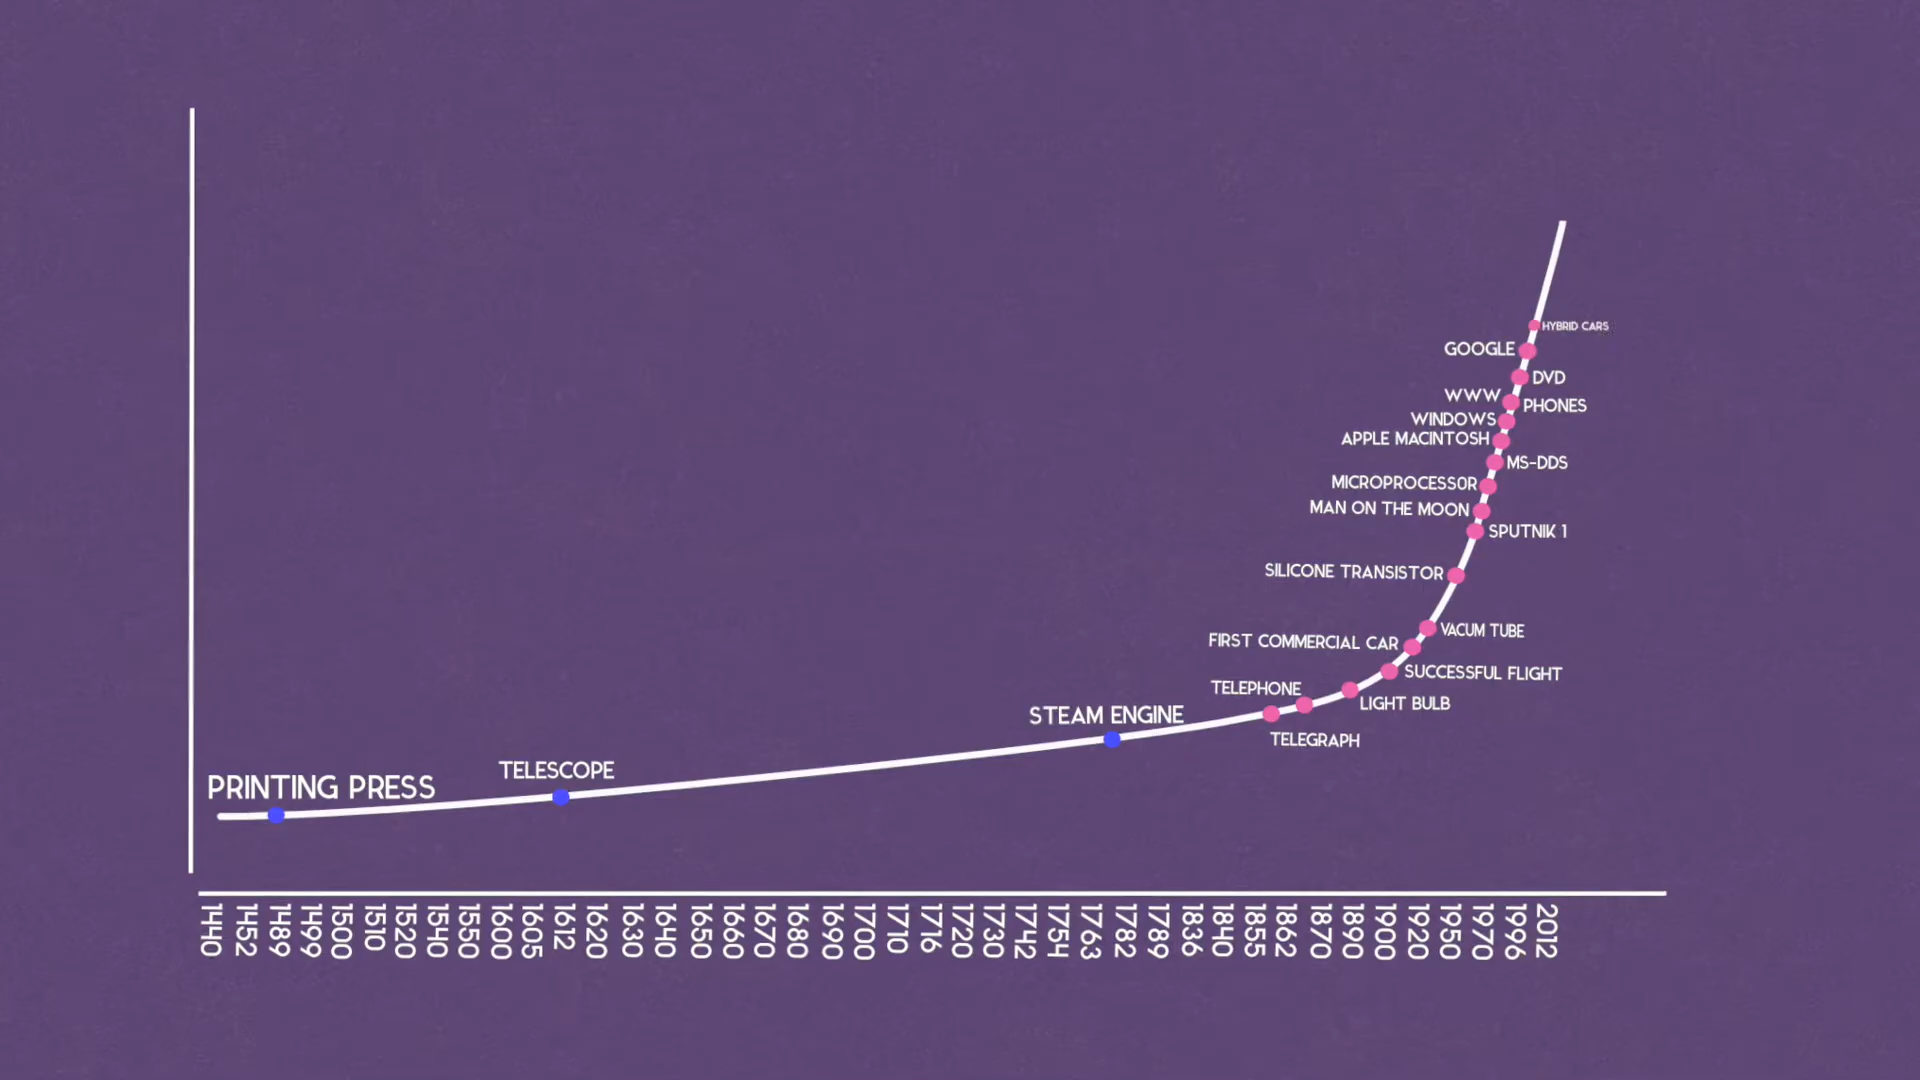 HYBRID CARS
GOOGLE
DVD
WWW
PHONES
WINDOWS
APPLE MACINTOSH
MS-DDS
MICROPROCESSOR
MAN ON THE MOON
SPUTNIK 1
SILICONE TRANSISTOR
VACUM TUBE
FIRST COMMERCIAL CAR
SUCCESSFUL FLIGHT
TELEPHONE
LIGHT BULB
STEAM ENGINE
TELEGRAPH
TELESCOPE
PRINTING PRESS
1440
1452
1489
1499
1500
1510
1520
1540
1550
1600
1605
1612
1620
1630
1640
1650
1660
1670
1680
1690
1700
1710
1716
1720
1730
1742
1754
1763
1782
1789
1836
1840
1855
1862
1870
1890
1900
1920
1950
1970
1996
2012